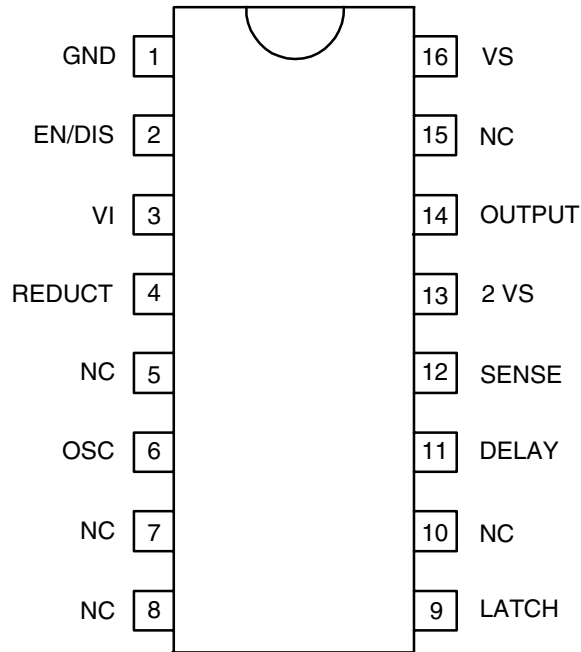 GND 1 16 VS
EN/DIS 2 15 NC
VI 3 14 OUTPUT
REDUCT 4 13 2 VS
NC 5 12 SENSE
OSC 6 11 DELAY
NC 7 10 NC
NC 8 9 LATCH